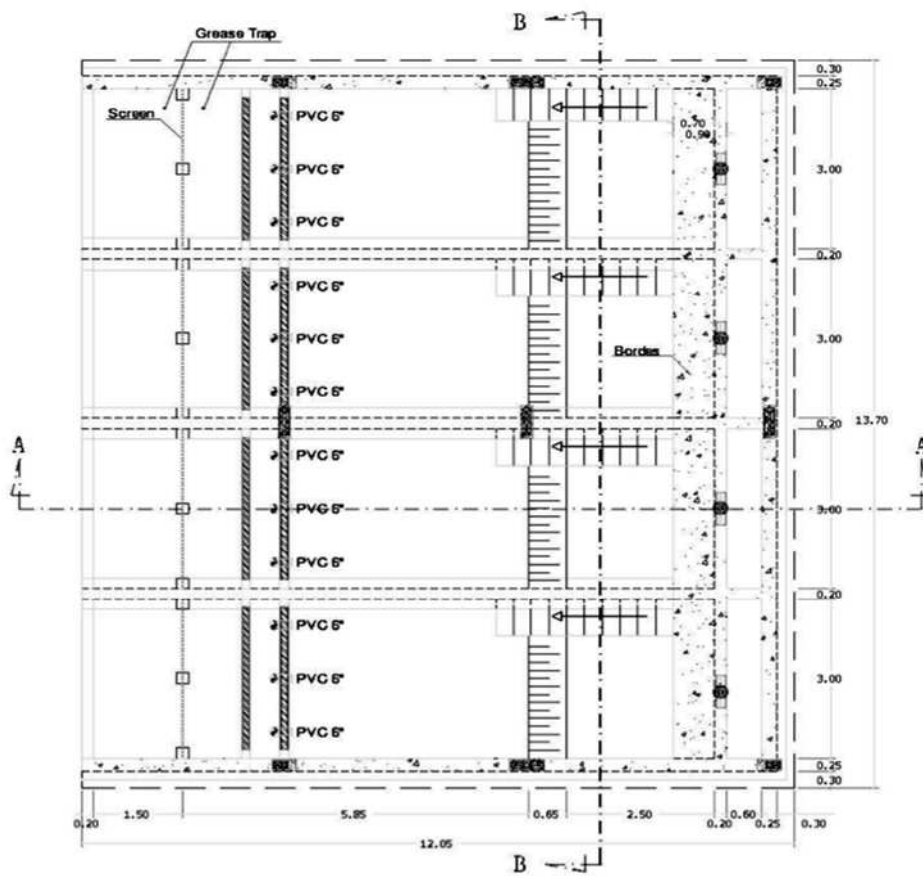 B
Grease Trap
0.30
0.25
PVC 6"
Screen
0.70
0.90
PVC 6"
3.00
PVC 6"
0.20
PVC 6"
PVC 6"
3.00
Bordes
PVC 6"
0.20
13.70
A
A
PVC 6"
PVC 6"
3.00
PVC 6"
0.20
PVC 6"
PVC 6"
3.00
PVC 6"
0.25
0.30
0.20
1.50
5.85
0.65
2.50
0.20
0.60
0.25
0.30
12.05
B